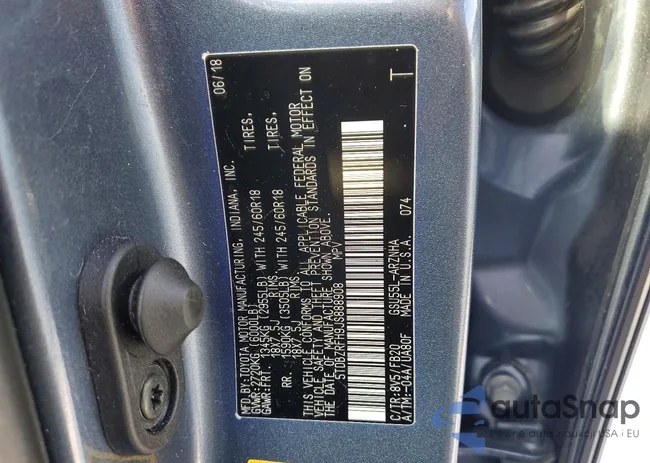 MFD.BY:TOYOTA MOTOR MANUFACTURING, INDIANA, INC. 06/18
GVWR:2720KG(6000LB)
GAWR:FRT. 1345KG(2955LB) WITH 245/60R18 TIRES,
18X7.5J RIMS,
RR. 1590KG(3505LB) WITH 245/60R18 TIRES,
18X7.5J RIMS,
THIS VEHICLE CONFORMS TO ALL APPLICABLE FEDERAL MOTOR
VEHICLE SAFETY AND THEFT PREVENTION STANDARDS IN EFFECT ON
THE DATE OF MANUFACTURE SHOWN ABOVE.
MPV
C/TR:8V5/FB20 GSU55L-ARZNHA
A/TM:-04A/UA80F MADE IN U.S.A. 074
T
autoSnap